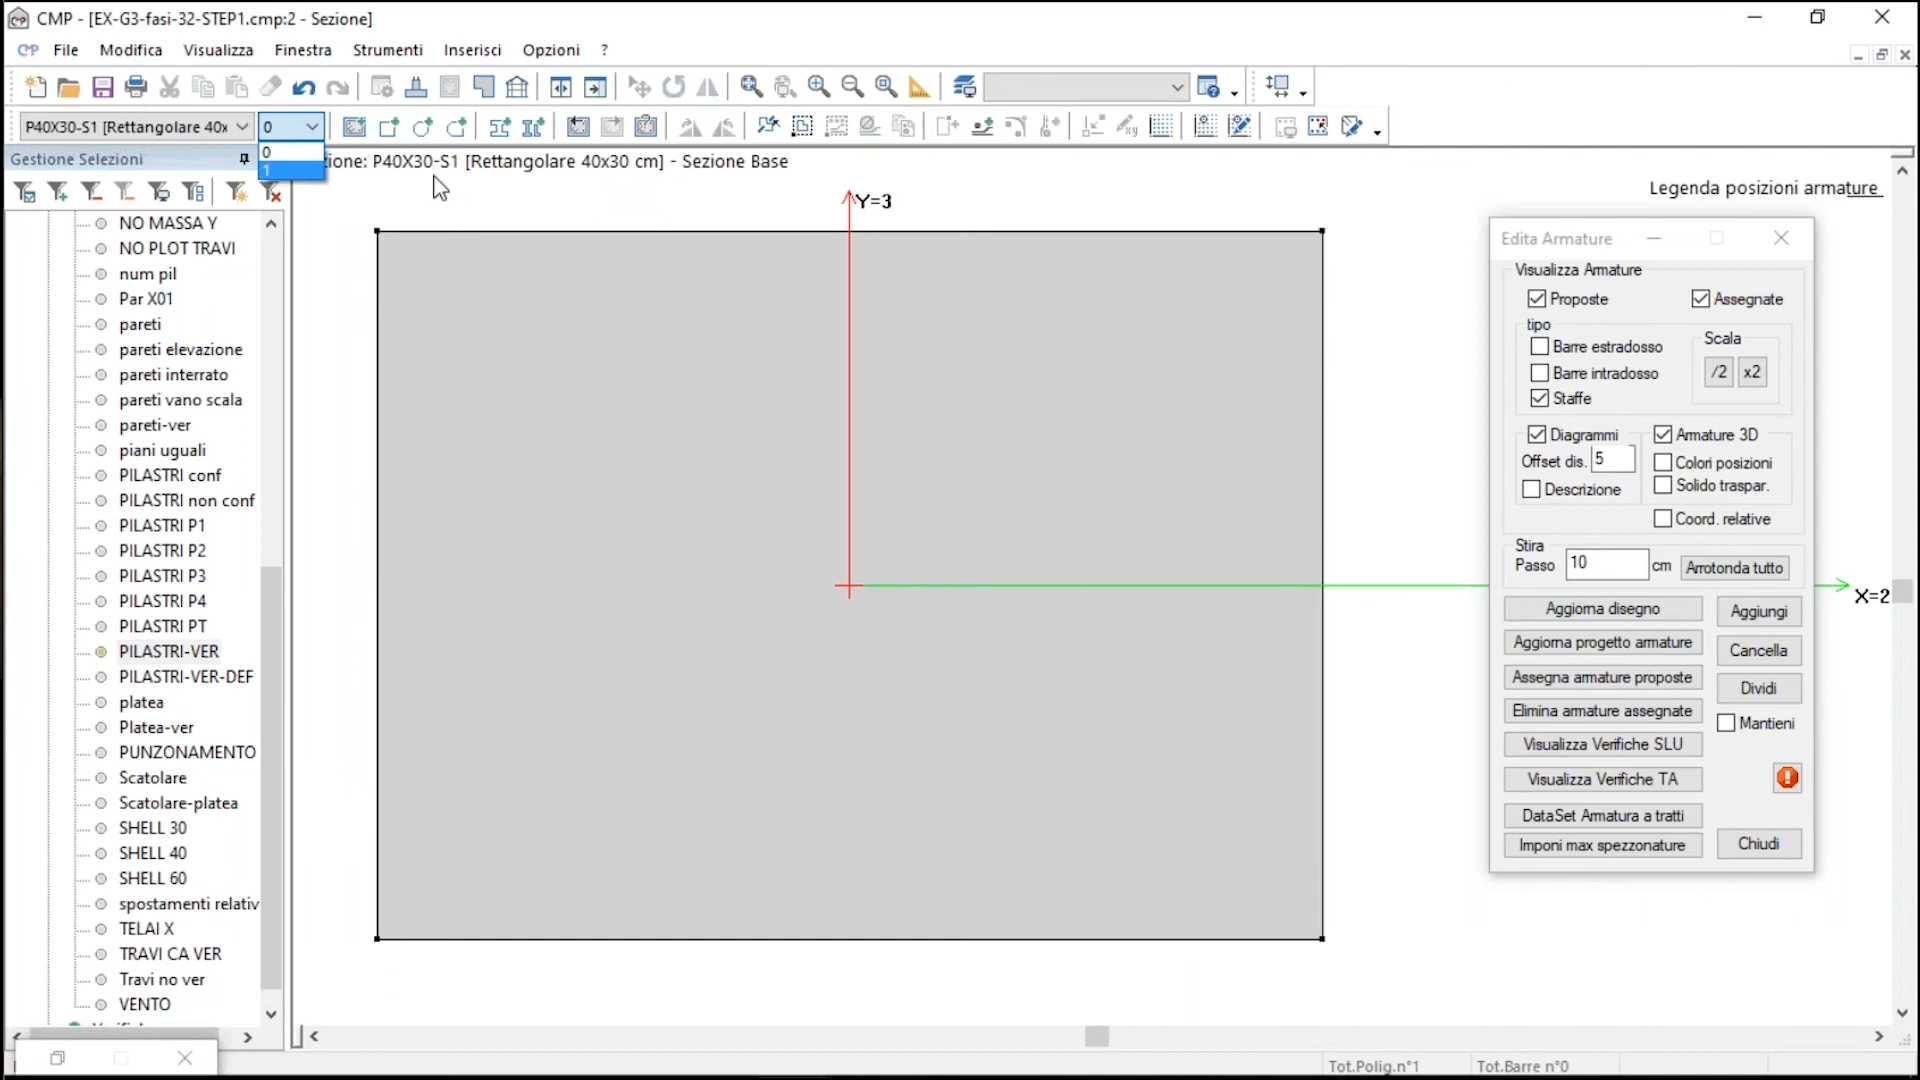 CMP - [EX-G3-fasi-32-STEP1.cmp:2 - Sezione]
CMP File Modifica Visualizza Finestra Strumenti Inserisci Opzioni ?
P40X30-S1 [Rettangolare 40x 0
0
1
Gestione Selezioni
ione: P40X30-S1 [Rettangolare 40x30 cm] - Sezione Base
Legenda posizioni armature
Y=3
X=2
NO MASSA Y
NO PLOT TRAVI
num pil
Par X01
pareti
pareti elevazione
pareti interrato
pareti vano scala
pareti-ver
piani uguali
PILASTRI conf
PILASTRI non conf
PILASTRI P1
PILASTRI P2
PILASTRI P3
PILASTRI P4
PILASTRI PT
PILASTRI-VER
PILASTRI-VER-DEF
platea
Platea-ver
PUNZONAMENTO
Scatolare
Scatolare-platea
SHELL 30
SHELL 40
SHELL 60
spostamenti relativ
TELAI X
TRAVI CA VER
Travi no ver
VENTO
Edita Armature
Visualizza Armature
Proposte Assegnate
tipo
Barre estradosso
Barre intradosso
Staffe
Scala
/2 x2
Diagrammi
Offset dis. 5
Descrizione
Armature 3D
Colori posizioni
Solido traspar.
Coord. relative
Stira
Passo 10 cm Arrotonda tutto
Aggiorna disegno Aggiungi
Aggiorna progetto armature Cancella
Assegna armature proposte Dividi
Elimina armature assegnate Mantieni
Visualizza Verifiche SLU
Visualizza Verifiche TA
DataSet Armatura a tratti
Imponi max spezzonature Chiudi
Tot.Polig.n°1 Tot.Barre n°0